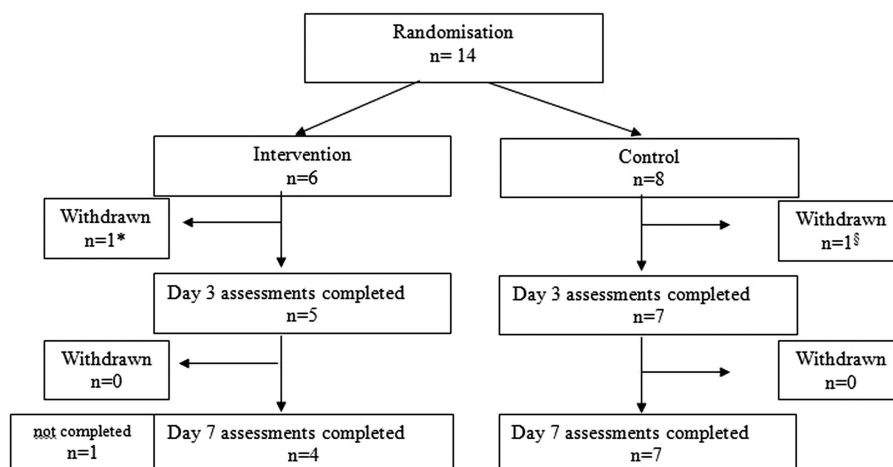 Randomisation
n= 14
Intervention
n=6
Control
n=8
Withdrawn
n=1*
Withdrawn
n=1§
Day 3 assessments completed
n=5
Day 3 assessments completed
n=7
Withdrawn
n=0
Withdrawn
n=0
not completed
n=1
Day 7 assessments completed
n=4
Day 7 assessments completed
n=7